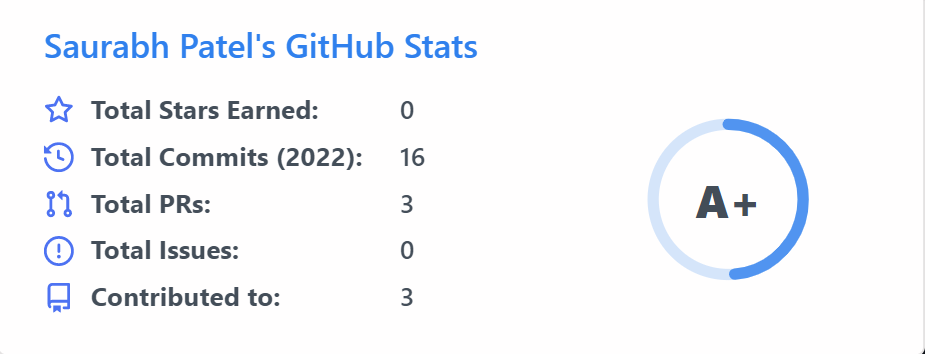 Saurabh Patel's GitHub Stats
Total Stars Earned: 0
Total Commits (2022): 16
Total PRs: 3
Total Issues: 0
Contributed to: 3
A+